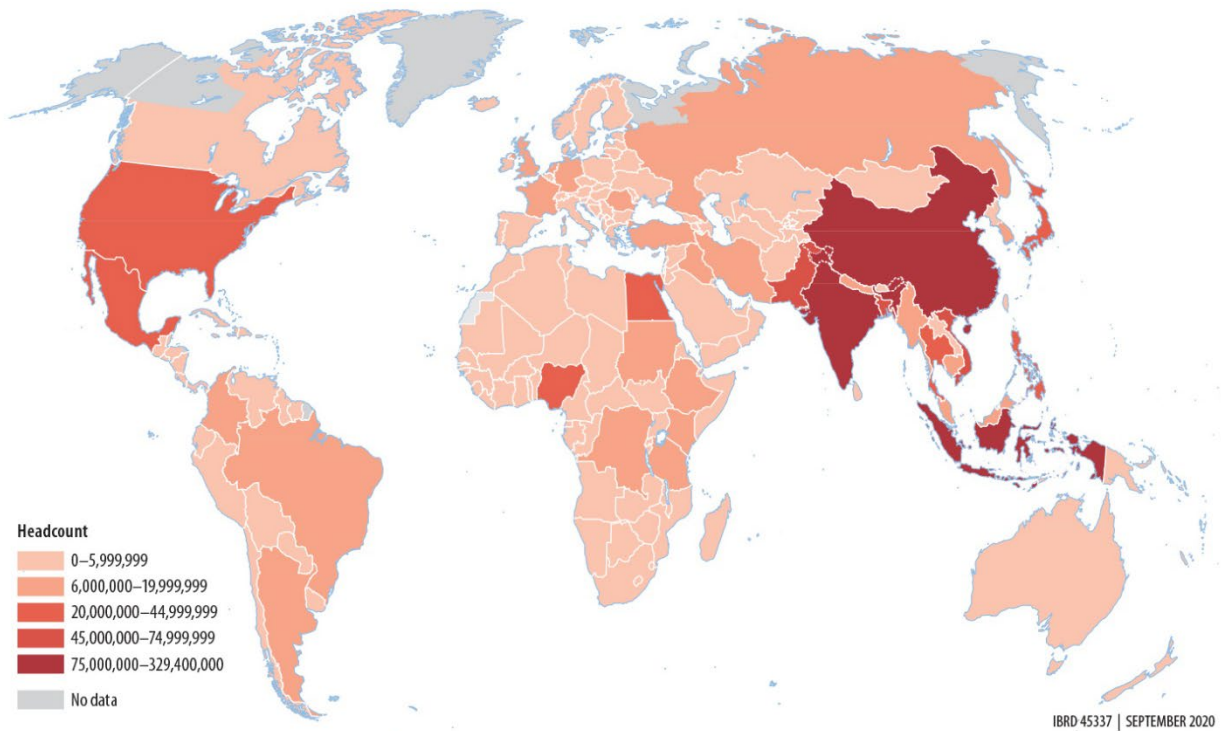 Headcount
0–5,999,999
6,000,000–19,999,999
20,000,000–44,999,999
45,000,000–74,999,999
75,000,000–329,400,000
No data
IBRD 45337 | SEPTEMBER 2020